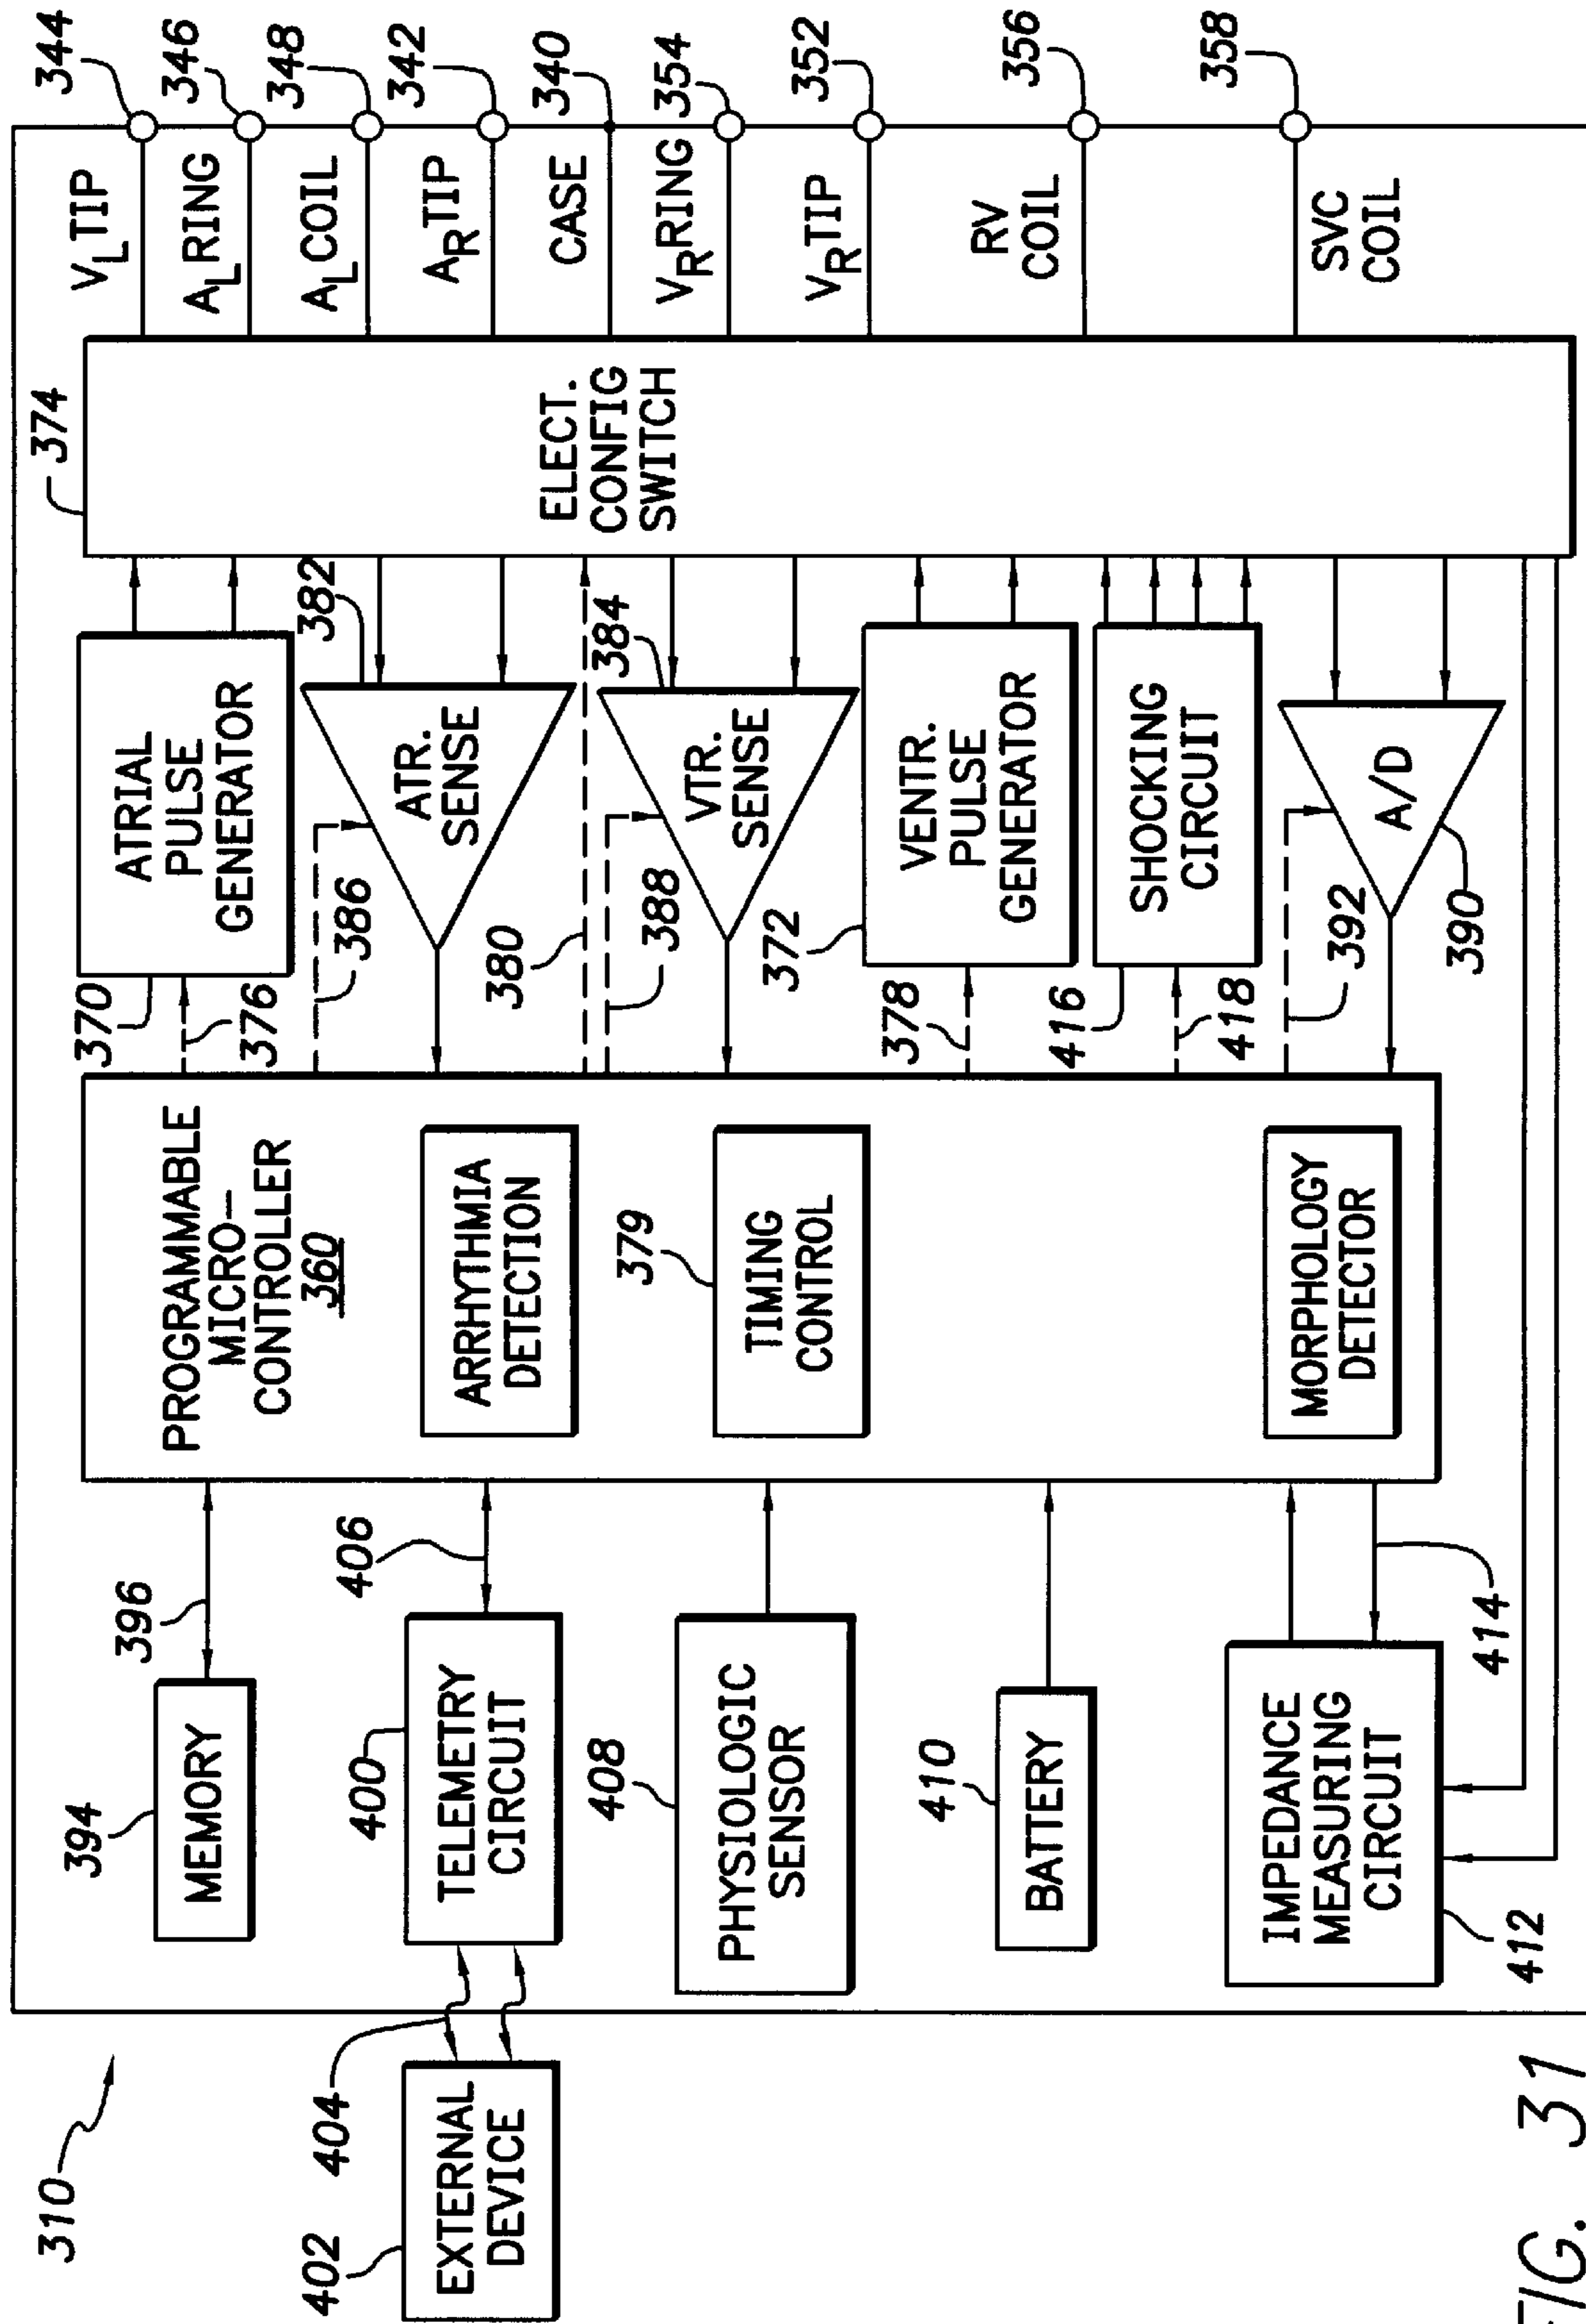 310
402
EXTERNAL
DEVICE
404
394
MEMORY
396
400
TELEMETRY
CIRCUIT
406
408
PHYSIOLOGIC
SENSOR
410
BATTERY
412
IMPEDANCE
MEASURING
CIRCUIT
414
PROGRAMMABLE
MICRO-
CONTROLLER
360
ARRHYTHMIA
DETECTION
379
TIMING
CONTROL
MORPHOLOGY
DETECTOR
370
376
ATRIAL
PULSE
GENERATOR
386
382
ATR.
SENSE
380
388
384
VTR.
SENSE
372
378
VENTR.
PULSE
GENERATOR
416
418
SHOCKING
CIRCUIT
392
A/D
390
374
ELECT.
CONFIG
SWITCH
VL TIP
344
AL RING
346
AL COIL
348
AR TIP
342
CASE
340
VR RING
354
VR TIP
352
RV
COIL
356
SVC
COIL
358
FIG. 31